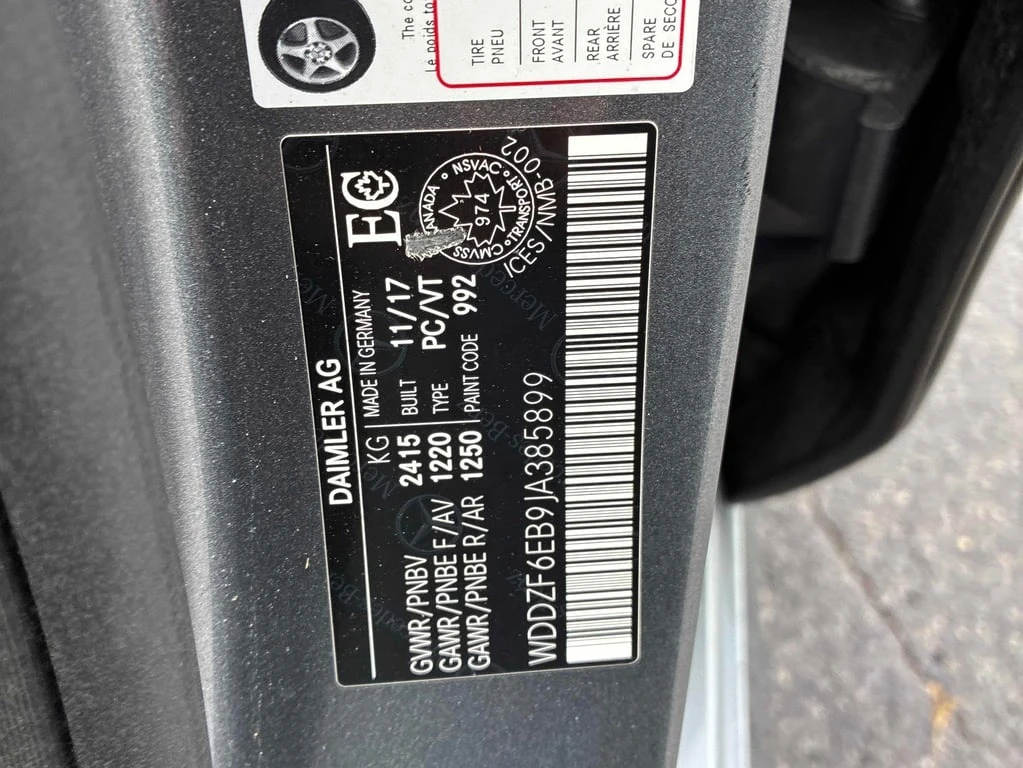 DAIMLER AG
KG MADE IN GERMANY
GVWR/PNBV 2415 BUILT 11/17
GAWR/PNBE F/AV 1220 TYPE PC/VT
GAWR/PNBE R/AR 1250 PAINT CODE 992
WDDZF6EB9JA385899
EC
NSVAC TRANSPORT CMVSS
974
ICES/NMB-002
The
Le poids to
TIRE
PNEU
FRONT
AVANT
REAR
ARRIÈRE
SPARE
DE SECO